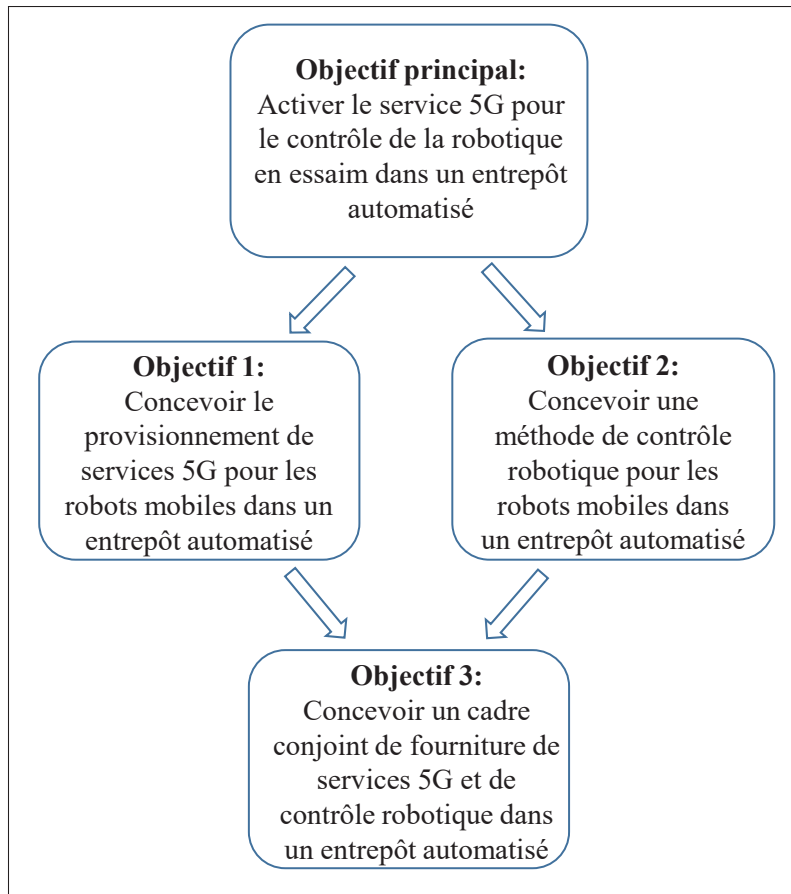 Objectif principal:
Activer le service 5G pour
le contrôle de la robotique
en essaim dans un entrepôt
automatisé
Objectif 1:
Concevoir le
provisionnement de
services 5G pour les
robots mobiles dans un
entrepôt automatisé
Objectif 2:
Concevoir une
méthode de contrôle
robotique pour les
robots mobiles dans
un entrepôt automatisé
Objectif 3:
Concevoir un cadre
conjoint de fourniture de
services 5G et de
contrôle robotique dans
un entrepôt automatisé